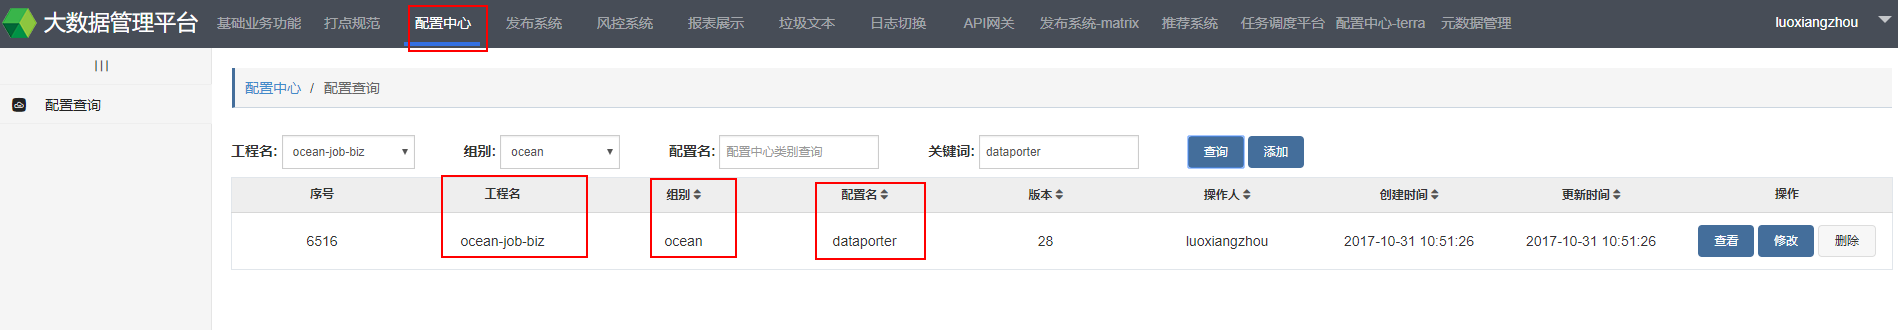 大数据管理平台 基础业务功能 打点规范 配置中心 发布系统 风控系统 报表展示 垃圾文本 日志切换 API网关 发布系统-matrix 推荐系统 任务调度平台 配置中心-terra 元数据管理 luoxiangzhou
配置查询
配置中心 / 配置查询
工程名: ocean-job-biz 组别: ocean 配置名: 配置中心类别查询 关键词: dataporter 查询 添加
序号 工程名 组别 配置名 版本 操作人 创建时间 更新时间 操作
6516 ocean-job-biz ocean dataporter 28 luoxiangzhou 2017-10-31 10:51:26 2017-10-31 10:51:26 查看 修改 删除